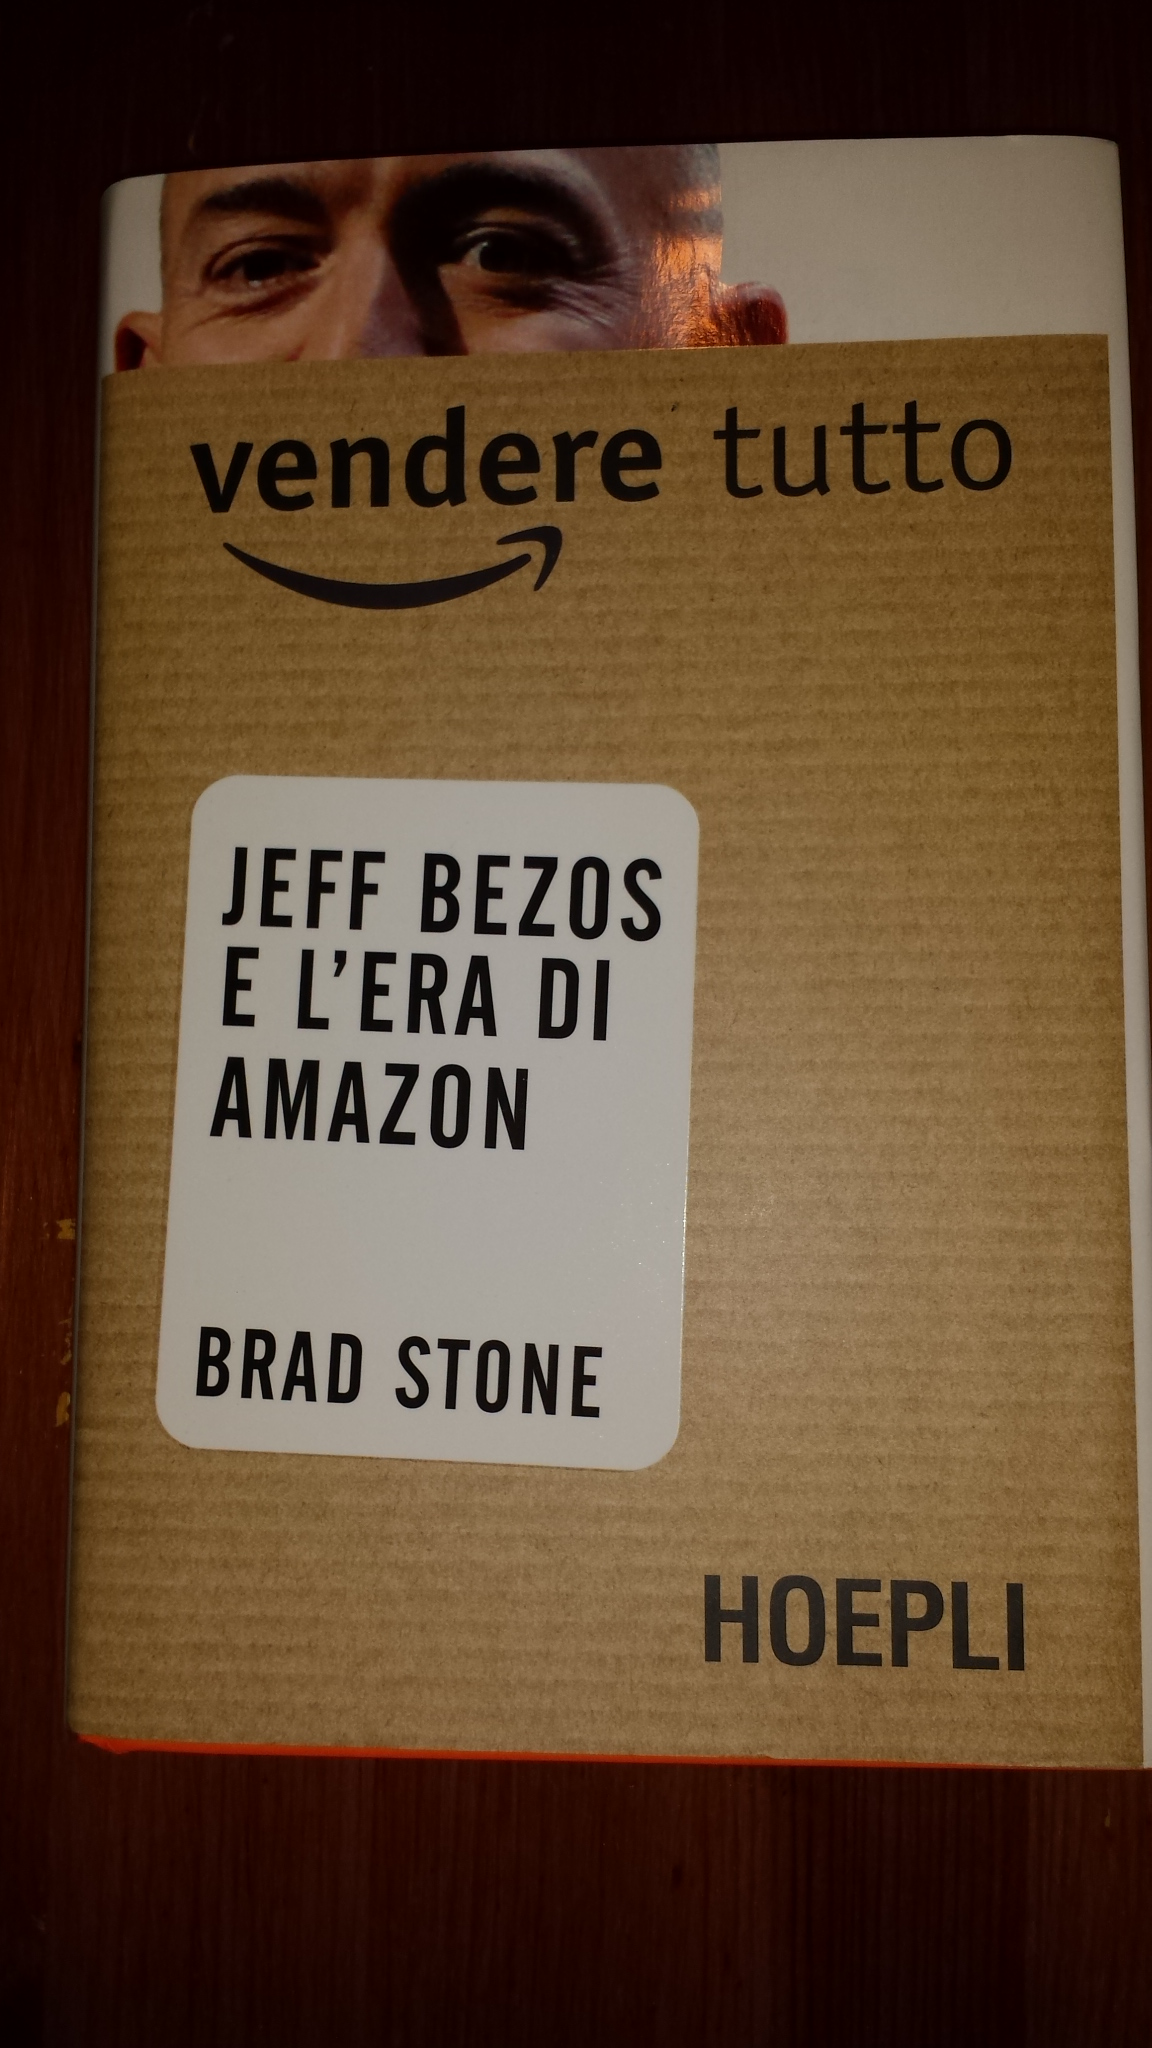 vendere tutto
JEFF BEZOS
E L'ERA DI
AMAZON
BRAD STONE
HOEPLI